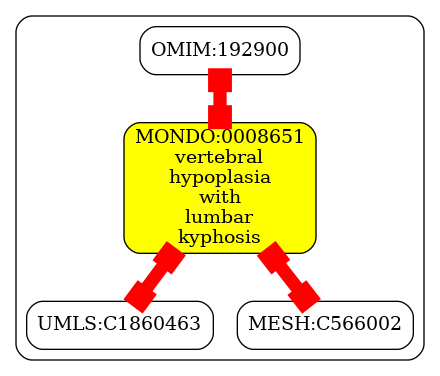 OMIM:192900
MONDO:0008651
vertebral
hypoplasia
with
lumbar
kyphosis
UMLS:C1860463
MESH:C566002